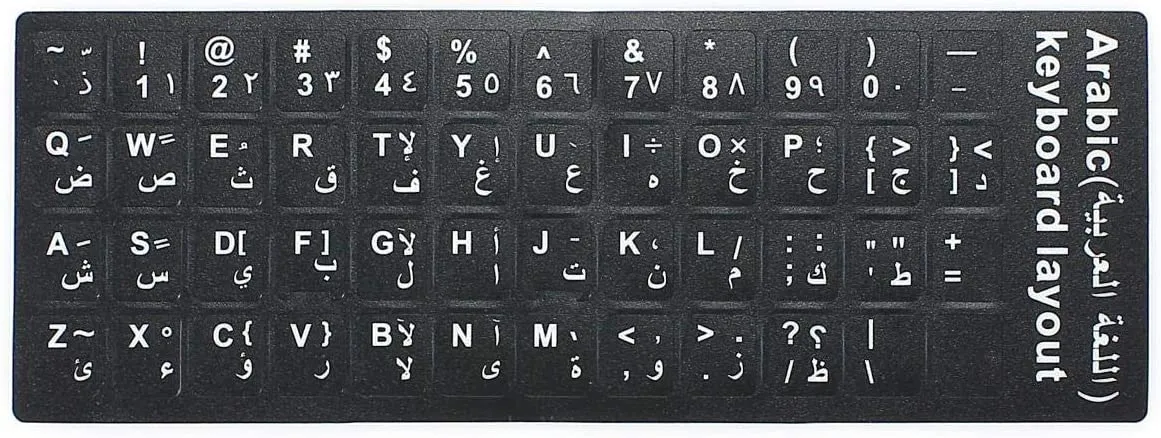 ~ ّ ! @ # $ % ^ & * ( ) —
` ذ 1 ١ 2 ٢ 3 ٣ 4 ٤ 5 ٥ 6 ٦ 7 ٧ 8 ٨ 9 ٩ 0 ٠ _
Q َ W ً E ُ R T لإ Y إ U ` I ÷ O × P ؛ { > } <
ض ص ث ق ف غ ع ه خ ح [ ج ] د
A ِ S ٍ D [ F ] G لأ H أ J - K ، L / : : " " +
ش س ي ب ل ا ت ن م ; ك ' ط =
Z ~ X ° C { V } B لآ N آ M ' < , > . ? ؟ |
ئ ء ؤ ر لا ى ة , و . ز / ظ \
Arabic(اللغة العربية)
keyboard layout